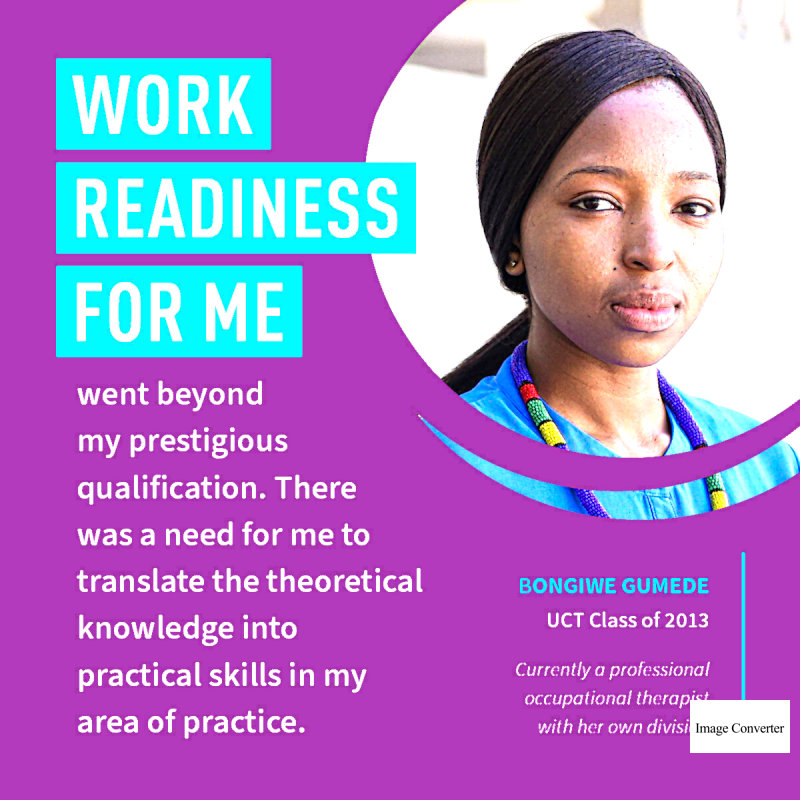 WORK
READINESS
FOR ME
went beyond
my prestigious
qualification. There
was a need for me to
translate the theoretical
knowledge into
practical skills in my
area of practice.
BONGIWE GUMEDE
UCT Class of 2013
Currently a professional
occupational therapist
with her own
Image Converter